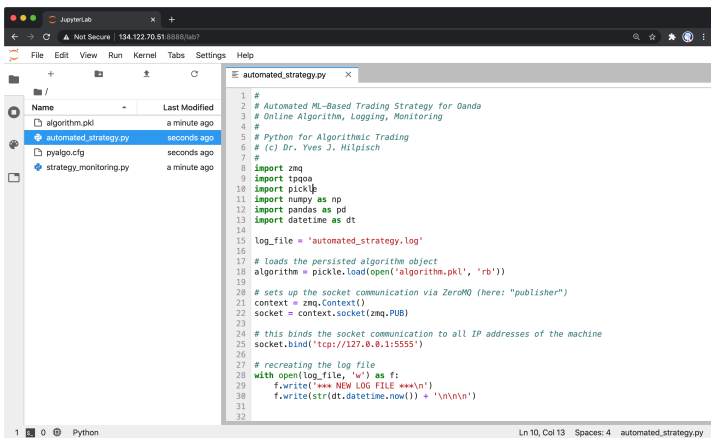 JupyterLab
Not Secure | 134.122.70.51:8888/lab?
File Edit View Run Kernel Tabs Settings Help
/
Name Last Modified
algorithm.pkl a minute ago
automated_strategy.py seconds ago
pyalgo.cfg seconds ago
strategy_monitoring.py a minute ago
automated_strategy.py
1 #
2 # Automated ML-Based Trading Strategy for Oanda
3 # Online Algorithm, Logging, Monitoring
4 #
5 # Python for Algorithmic Trading
6 # (c) Dr. Yves J. Hilpisch
7 #
8 import zmq
9 import tpqoa
10 import pickle
11 import numpy as np
12 import pandas as pd
13 import datetime as dt
14
15 log_file = 'automated_strategy.log'
16
17 # loads the persisted algorithm object
18 algorithm = pickle.load(open('algorithm.pkl', 'rb'))
19
20 # sets up the socket communication via ZeroMQ (here: "publisher")
21 context = zmq.Context()
22 socket = context.socket(zmq.PUB)
23
24 # this binds the socket communication to all IP addresses of the machine
25 socket.bind('tcp://127.0.0.1:5555')
26
27 # recreating the log file
28 with open(log_file, 'w') as f:
29     f.write('*** NEW LOG FILE ***\n')
30     f.write(str(dt.datetime.now()) + '\n\n\n')
31
32
1 0 Python Ln 10, Col 13 Spaces: 4 automated_strategy.py